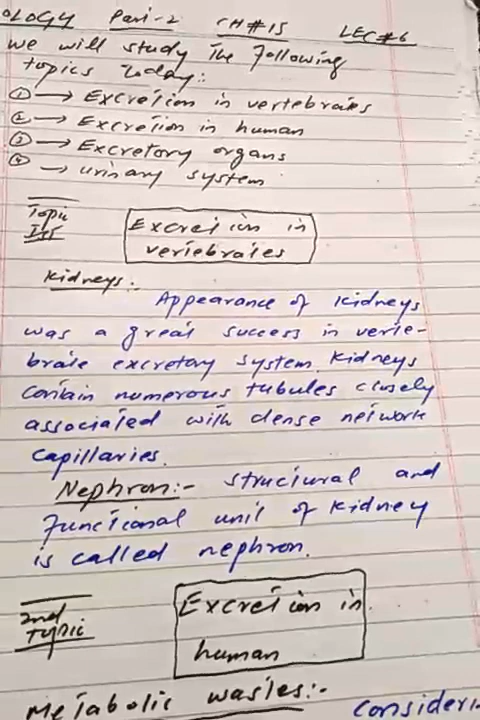 OLOGY Part-2 CH#15 LEC#6
we will study the following
topics today:
① → Excretion in vertebrates
② → Excretion in human
③ → Excretory organs
④ → urinary system
Topic
Ist
Excretion in
vertebrates
Kidneys:
Appearance of kidneys
was a great success in verte-
brate excretory system. Kidneys
contain numerous tubules closely
associated with dense network
capillaries.
Nephron:- structural and
functional unit of kidney
is called nephron.
2nd
Topic
Excretion in
human
Metabolic wastes:- consideri